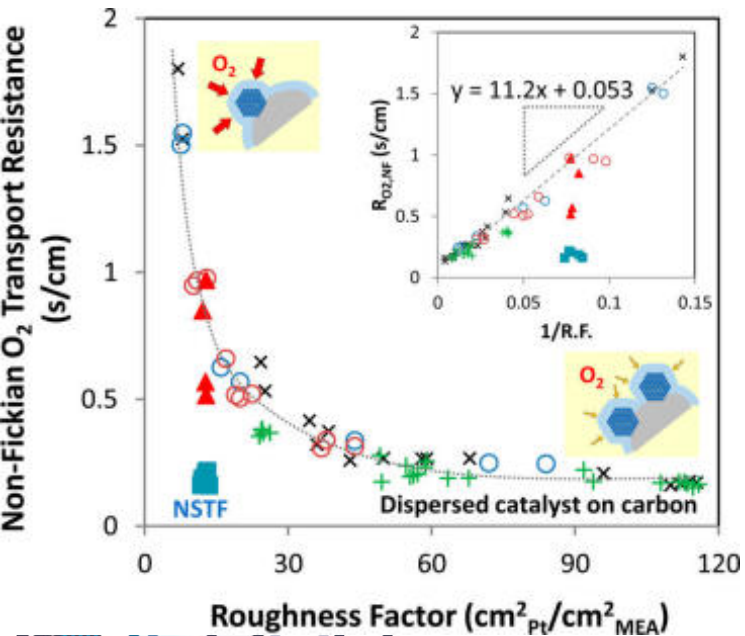 Non-Fickian O2 Transport Resistance
(s/cm)
2
1.5
1
0.5
0
0
30
60
90
120
Roughness Factor (cm²Pt/cm²MEA)
O2
NSTF
O2
Dispersed catalyst on carbon
2
1.5
1
0.5
0
RO2,NF (s/cm)
y = 11.2x + 0.053
0
0.05
0.1
0.15
1/R.F.